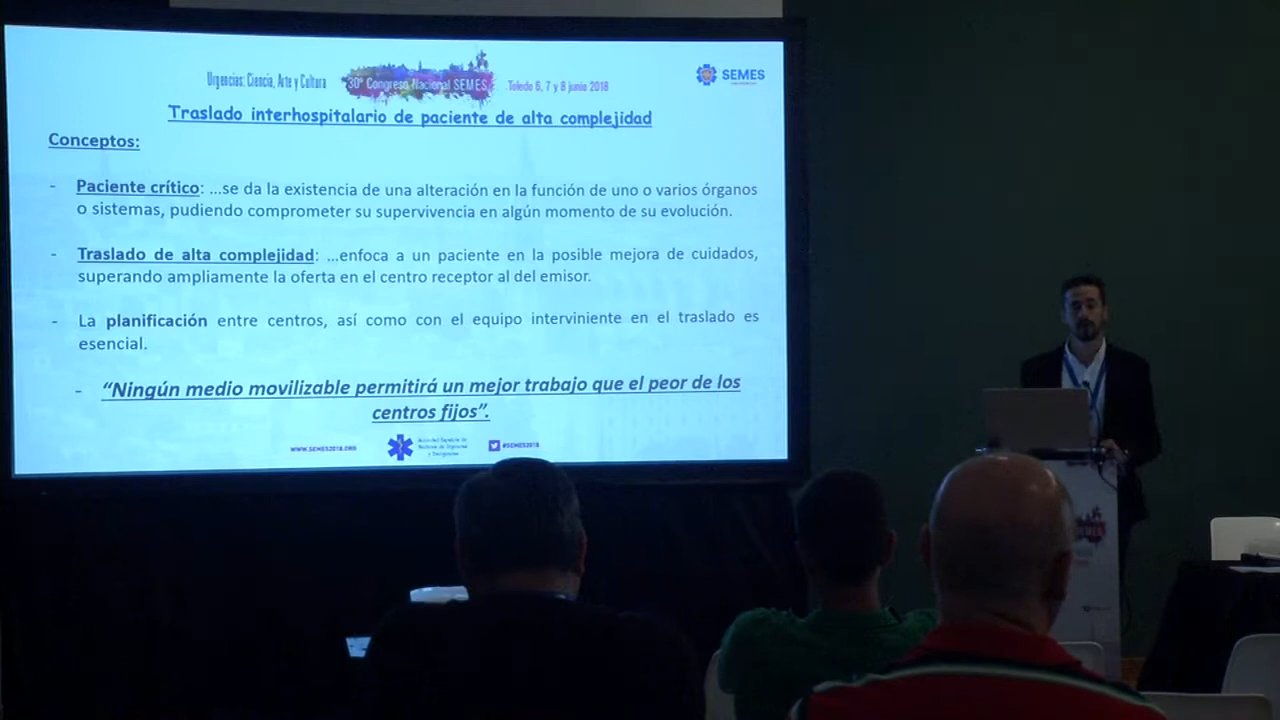 Urgencias: Ciencia, Arte y Cultura
30º Congreso Nacional SEMES
Toledo 6, 7 y 8 junio 2018
SEMES
Traslado interhospitalario de paciente de alta complejidad
Conceptos:
- Paciente crítico: ...se da la existencia de una alteración en la función de uno o varios órganos
o sistemas, pudiendo comprometer su supervivencia en algún momento de su evolución.
- Traslado de alta complejidad: ...enfoca a un paciente en la posible mejora de cuidados,
superando ampliamente la oferta en el centro receptor al del emisor.
- La planificación entre centros, así como con el equipo interviniente en el traslado es
esencial.
- “Ningún medio movilizable permitirá un mejor trabajo que el peor de los
centros fijos”.
WWW.SEMES2018.ORG
#SEMES2018